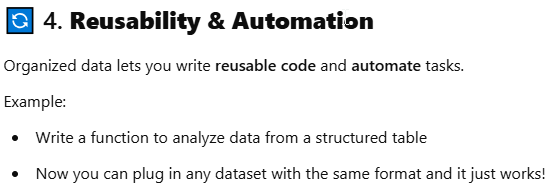 🔄 4. Reusability & Automation
Organized data lets you write reusable code and automate tasks.
Example:
• Write a function to analyze data from a structured table
• Now you can plug in any dataset with the same format and it just works!